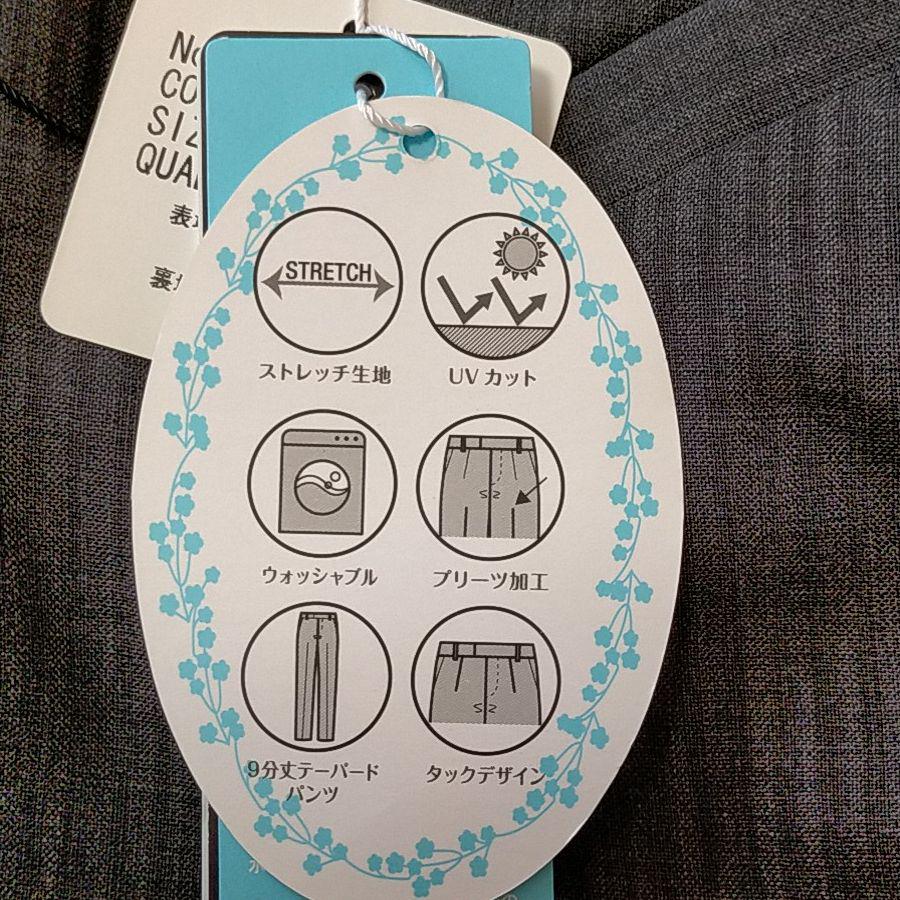 STRETCH
ストレッチ生地
UVカット
ウォッシャブル
プリーツ加工
9分丈テーパード
パンツ
タックデザイン